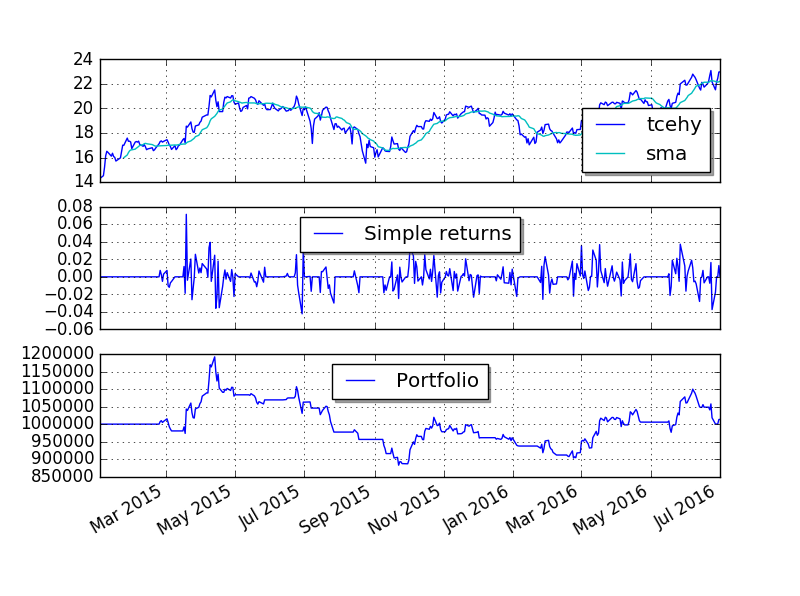 24
22
20
18
16
14
tcehy
sma
0.08
0.06
0.04
0.02
0.00
−0.02
−0.04
−0.06
Simple returns
1200000
1150000
1100000
1050000
1000000
950000
900000
850000
Portfolio
Mar 2015
May 2015
Jul 2015
Sep 2015
Nov 2015
Jan 2016
Mar 2016
May 2016
Jul 2016